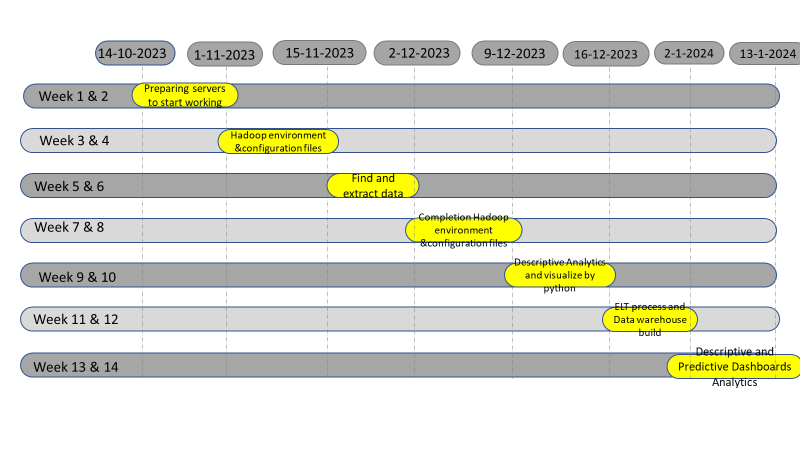 14-10-2023
1-11-2023
15-11-2023
2-12-2023
9-12-2023
16-12-2023
2-1-2024
13-1-2024
Week 1 & 2
Preparing servers
to start working
Week 3 & 4
Hadoop environment
&configuration files
Week 5 & 6
Find and
extract data
Week 7 & 8
Completion Hadoop
environment
&configuration files
Week 9 & 10
Descriptive Analytics
and visualize by
python
Week 11 & 12
ELT process and
Data warehouse
build
Week 13 & 14
Descriptive and
Predictive Dashboards
Analytics